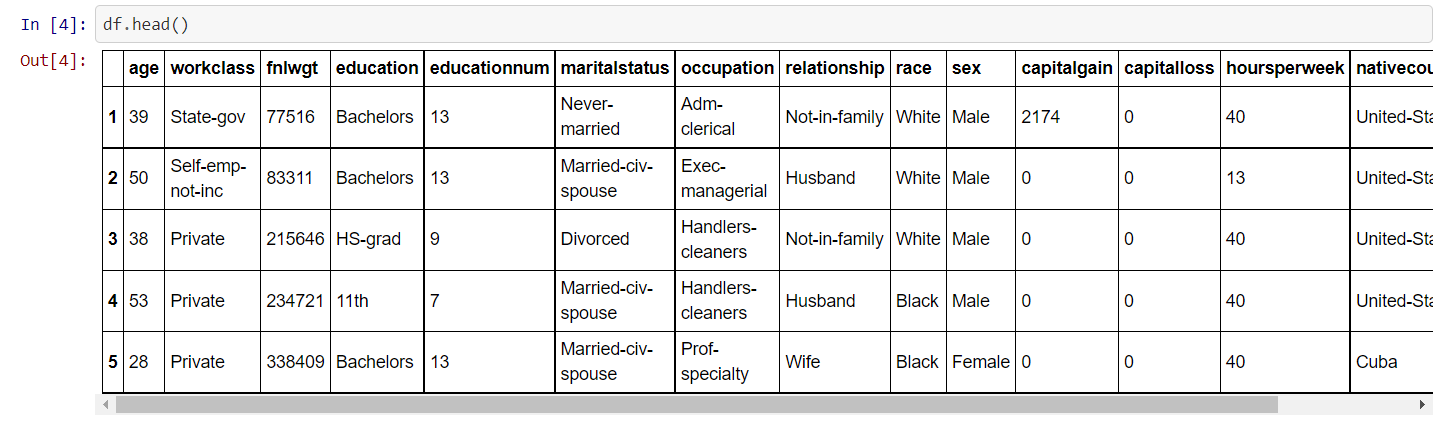 In [4]: df.head()
Out[4]:
age workclass fnlwgt education educationnum maritalstatus occupation relationship race sex capitalgain capitalloss hoursperweek nativecou
1 39 State-gov 77516 Bachelors 13 Never-married Adm-clerical Not-in-family White Male 2174 0 40 United-Sta
2 50 Self-emp-not-inc 83311 Bachelors 13 Married-civ-spouse Exec-managerial Husband White Male 0 0 13 United-Sta
3 38 Private 215646 HS-grad 9 Divorced Handlers-cleaners Not-in-family White Male 0 0 40 United-Sta
4 53 Private 234721 11th 7 Married-civ-spouse Handlers-cleaners Husband Black Male 0 0 40 United-Sta
5 28 Private 338409 Bachelors 13 Married-civ-spouse Prof-specialty Wife Black Female 0 0 40 Cuba